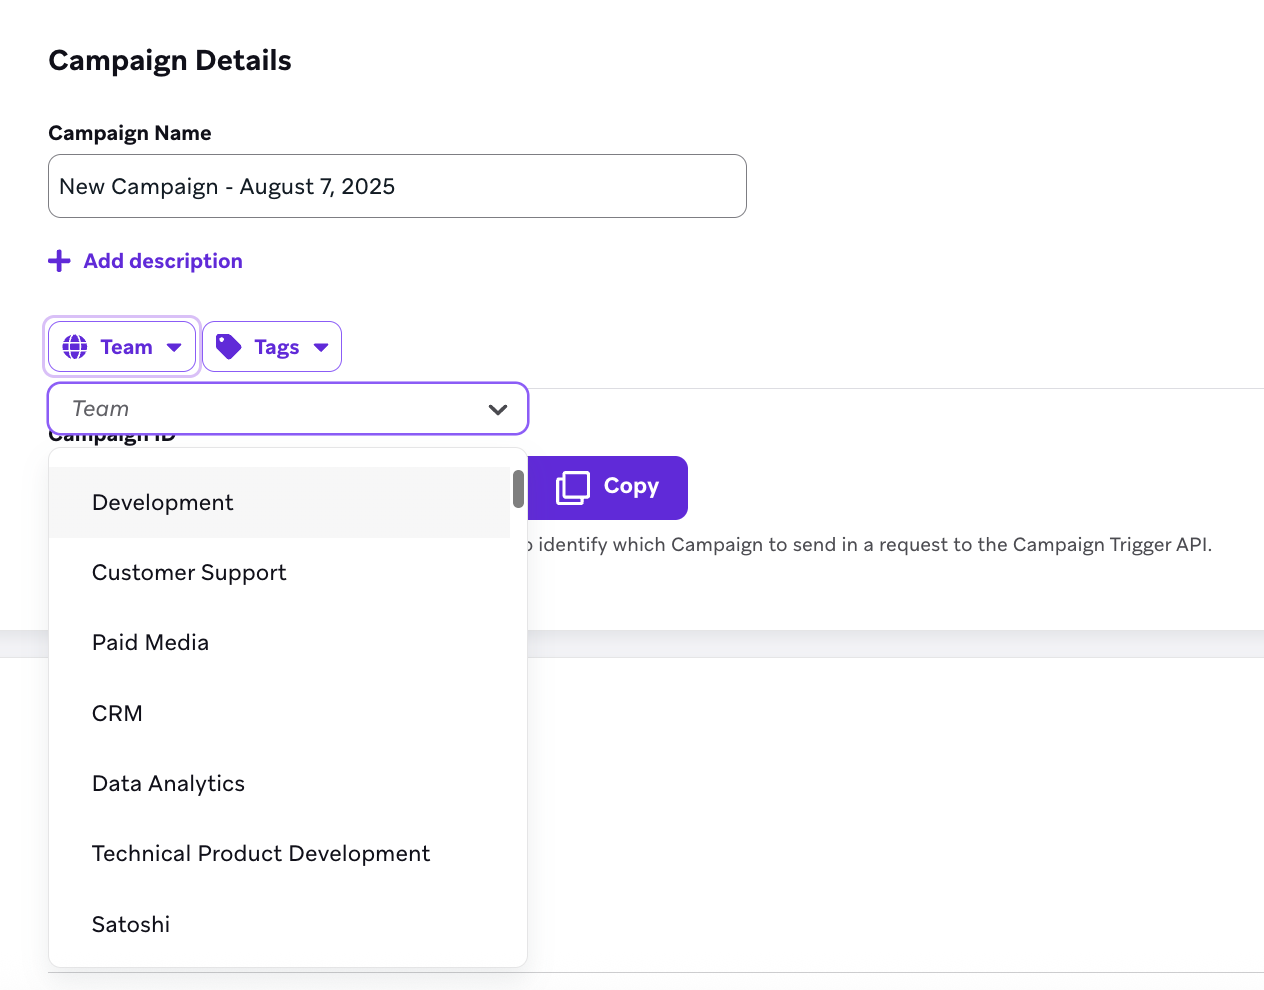 Campaign Details
Campaign Name
New Campaign - August 7, 2025
Add description
Team
Tags
Team
Campaign ID
Development
Copy
identify which Campaign to send in a request to the Campaign Trigger API.
Customer Support
Paid Media
CRM
Data Analytics
Technical Product Development
Satoshi